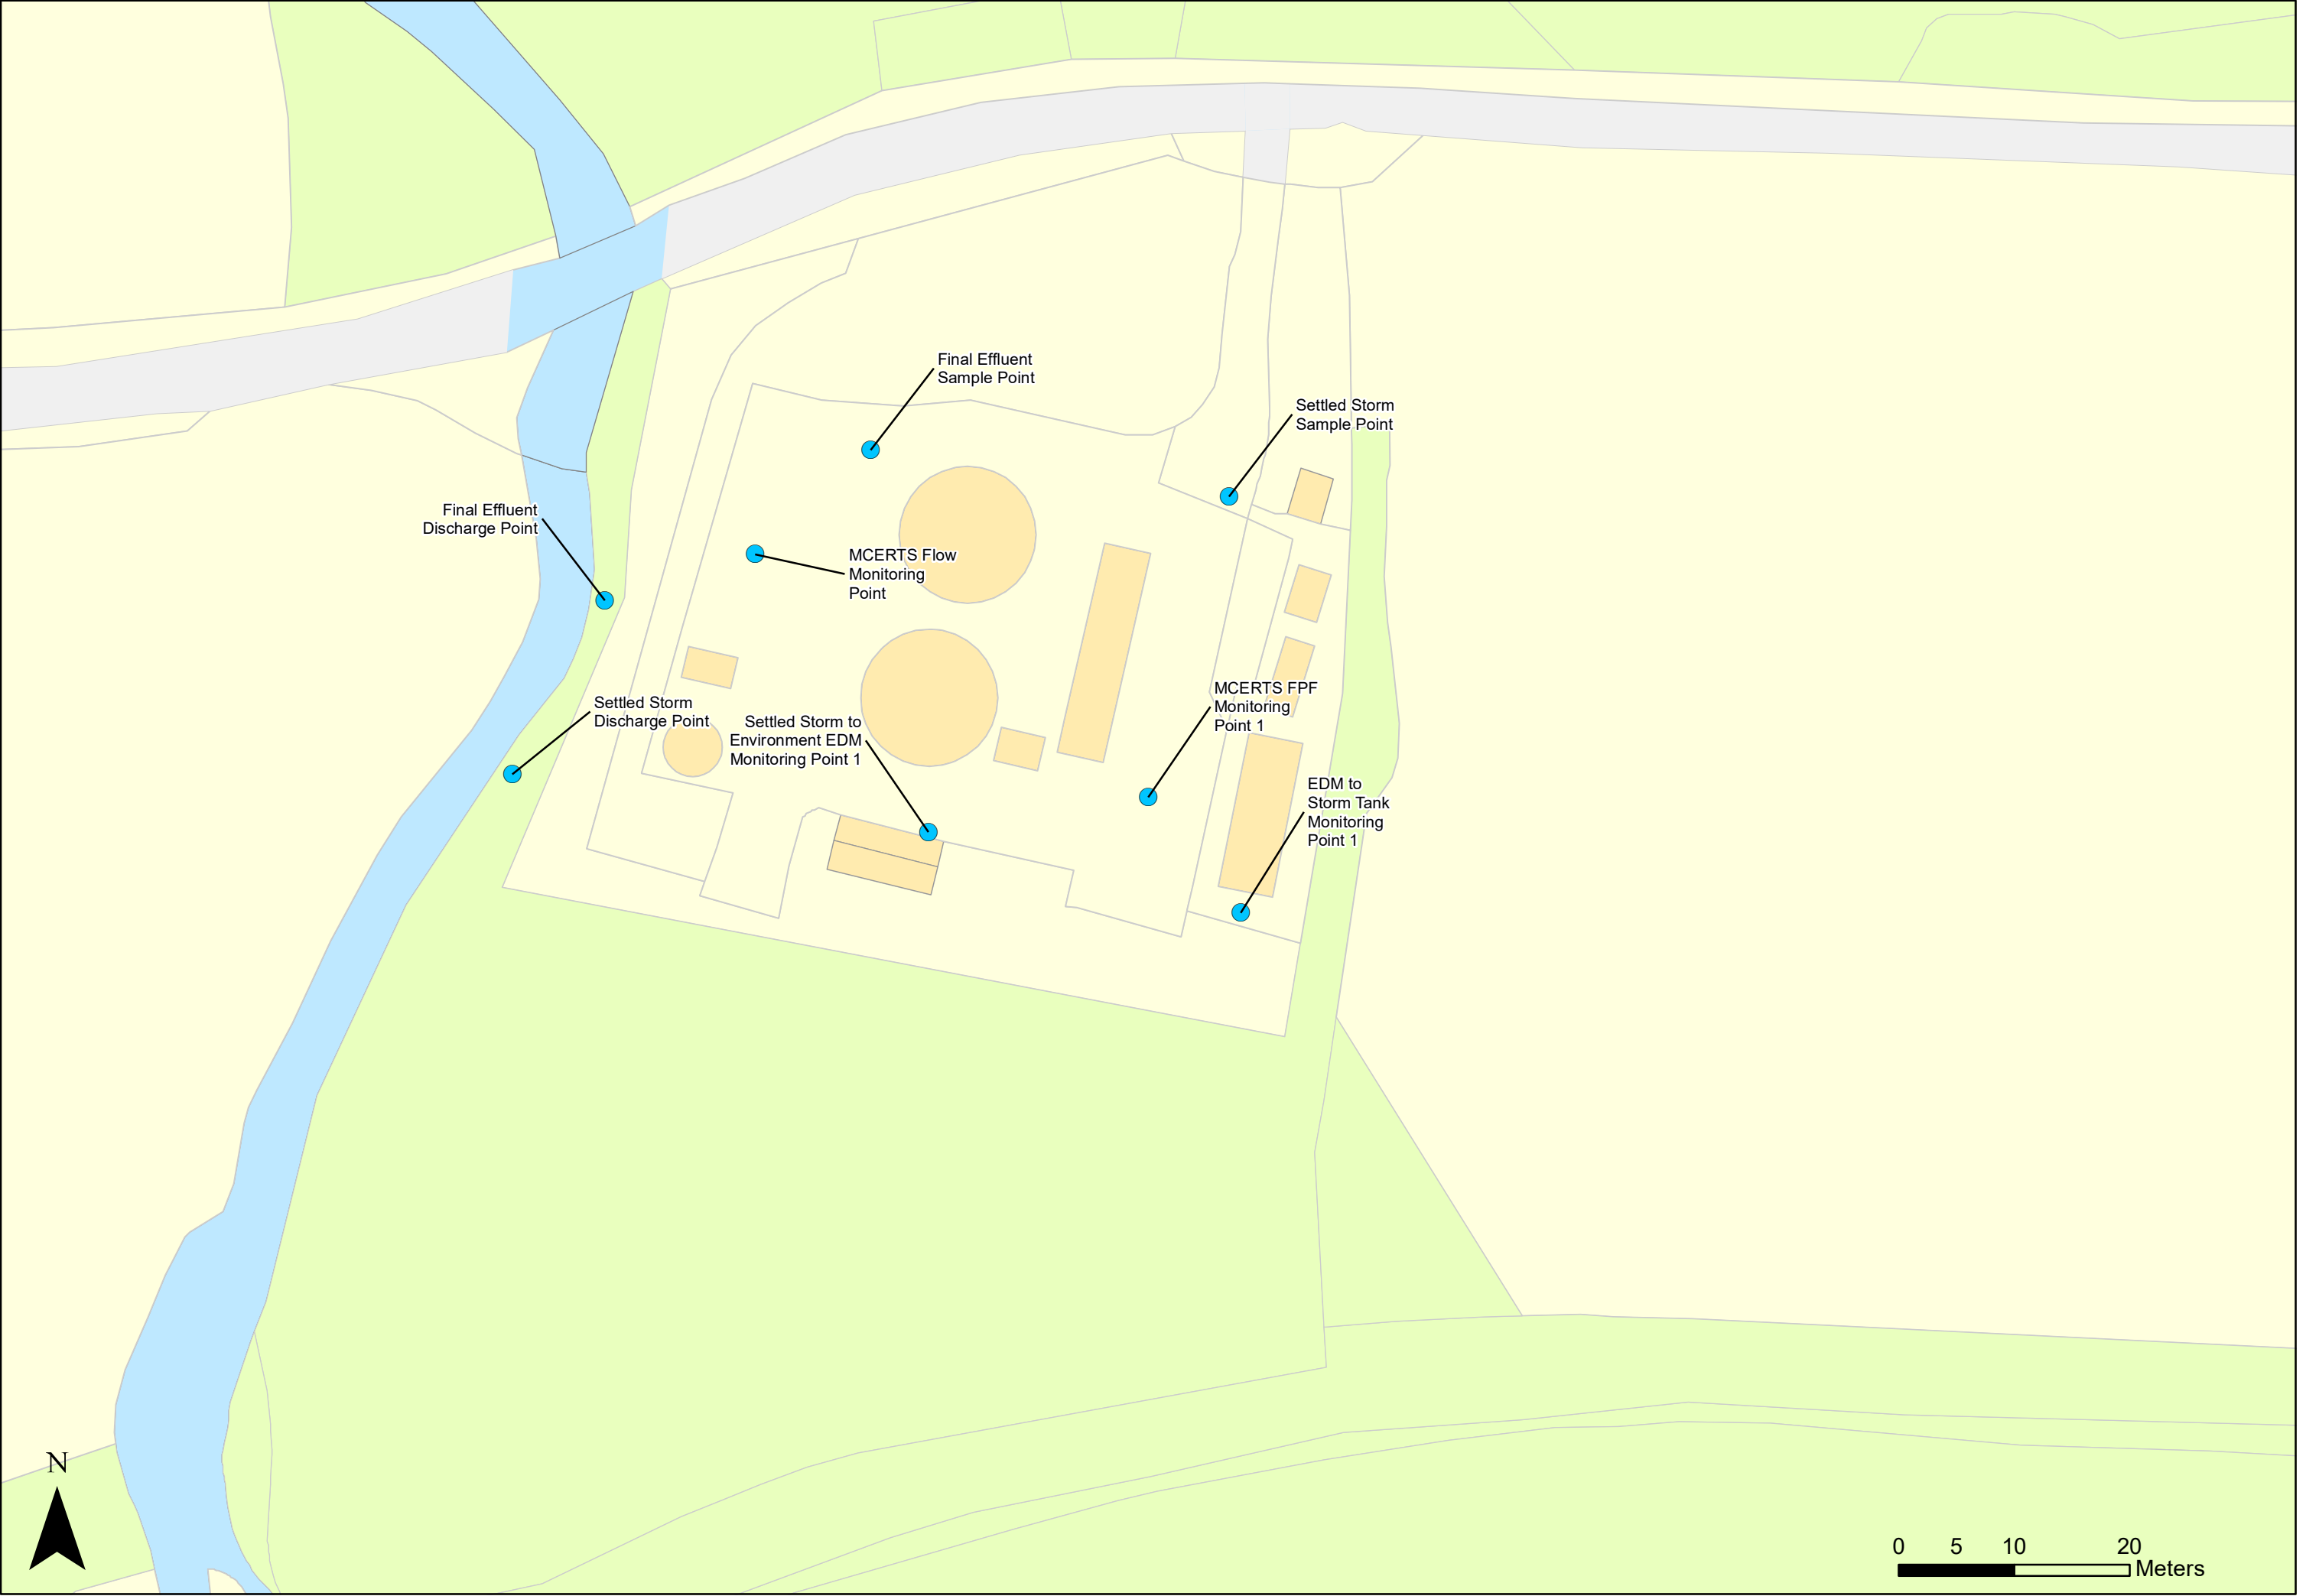 Final Effluent
Sample Point
Settled Storm
Sample Point
Final Effluent
Discharge Point
MCERTS Flow
Monitoring
Point
Settled Storm
Discharge Point
Settled Storm to
Environment EDM
Monitoring Point 1
MCERTS FPF
Monitoring
Point 1
EDM to
Storm Tank
Monitoring
Point 1
N
0 5 10 20
Meters